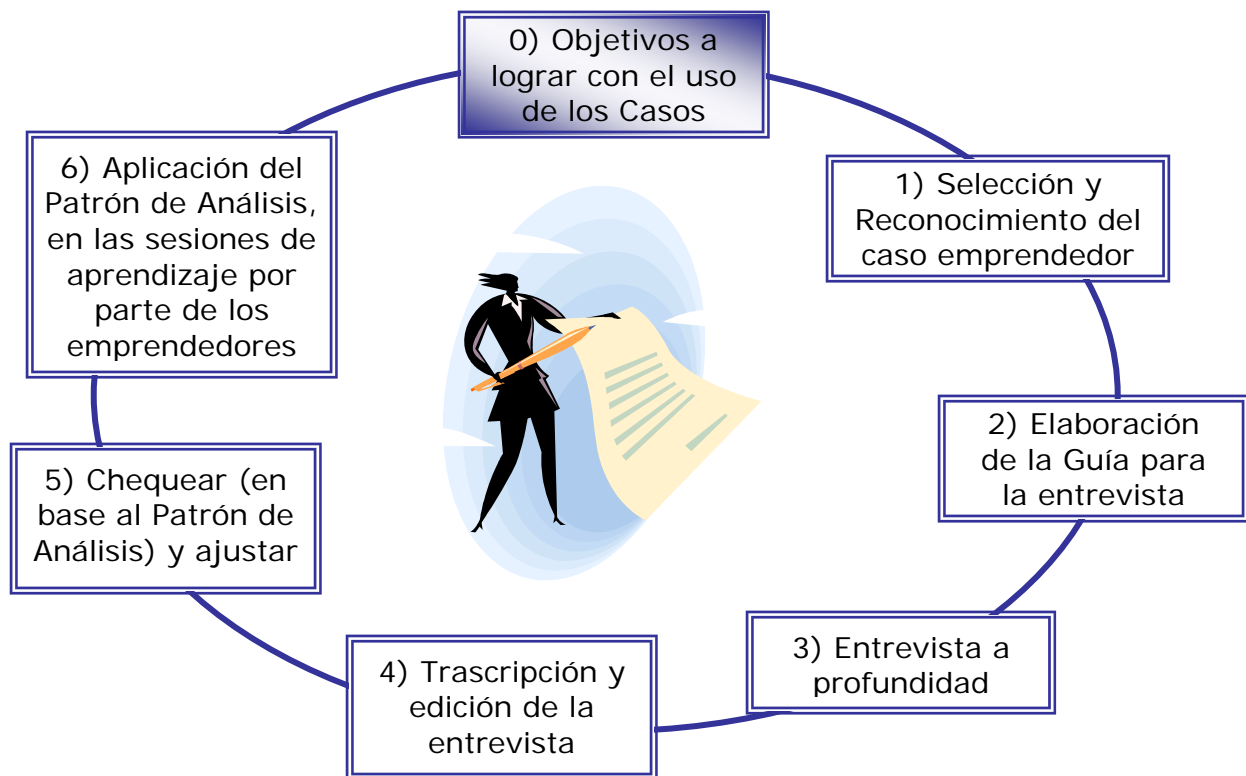 0) Objetivos a
lograr con el uso
de los Casos
1) Selección y
Reconocimiento del
caso emprendedor
2) Elaboración
de la Guía para
la entrevista
3) Entrevista a
profundidad
4) Trascripción y
edición de la
entrevista
5) Chequear (en
base al Patrón de
Análisis) y ajustar
6) Aplicación del
Patrón de Análisis,
en las sesiones de
aprendizaje por
parte de los
emprendedores